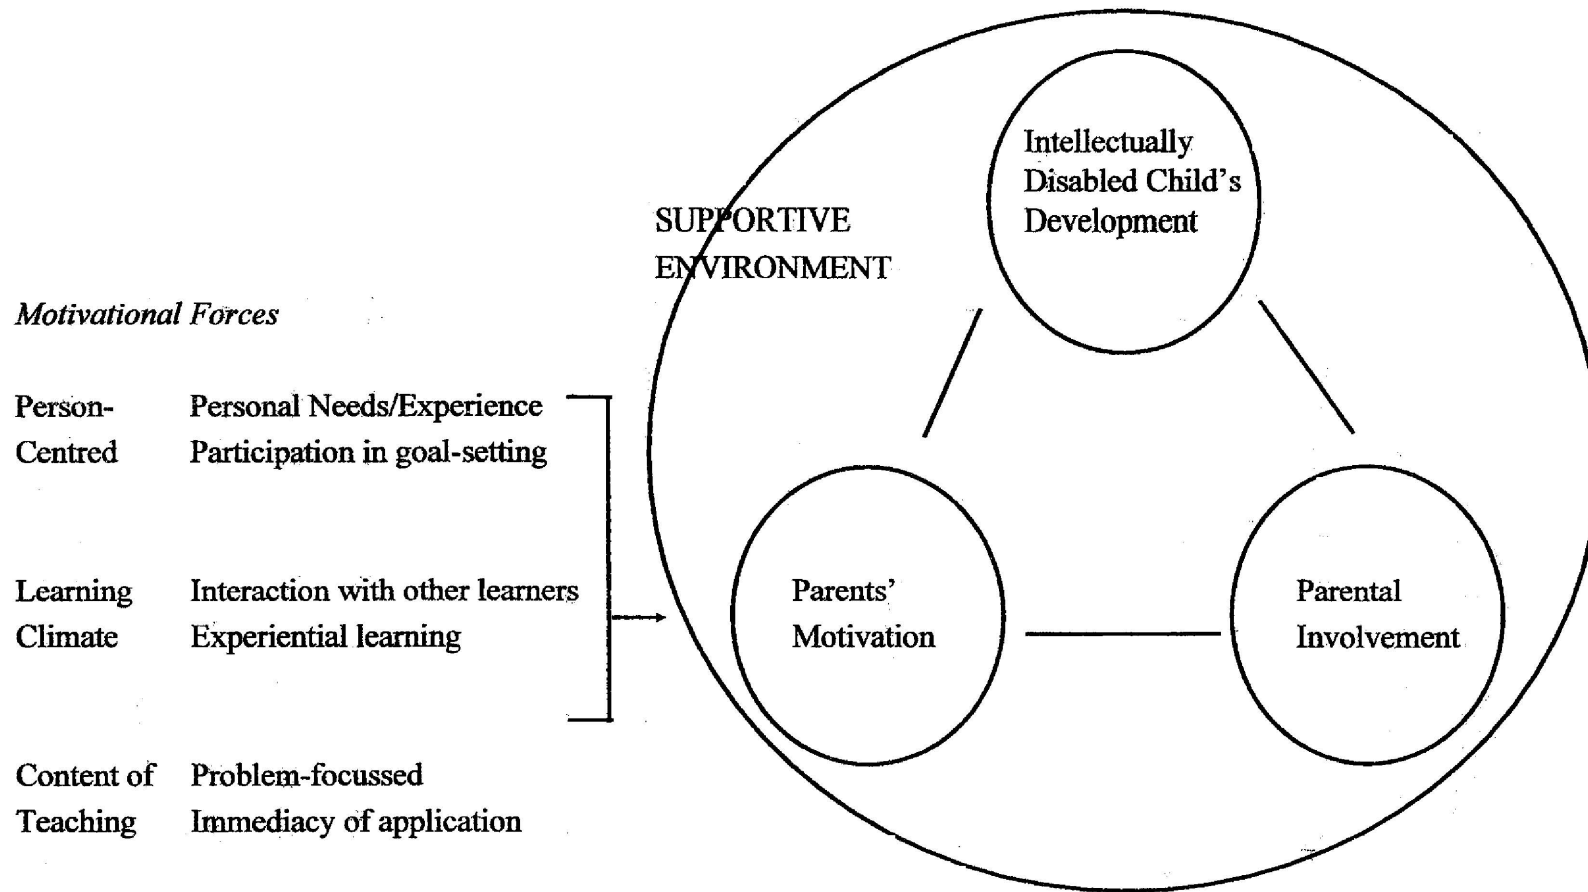 Intellectually
Disabled Child's
Development
SUPPORTIVE
ENVIRONMENT
Motivational Forces
Person- Personal Needs/Experience
Centred Participation in goal-setting
Learning Interaction with other learners
Climate Experiential learning
Parents'
Motivation
Parental
Involvement
Content of Problem-focussed
Teaching Immediacy of application